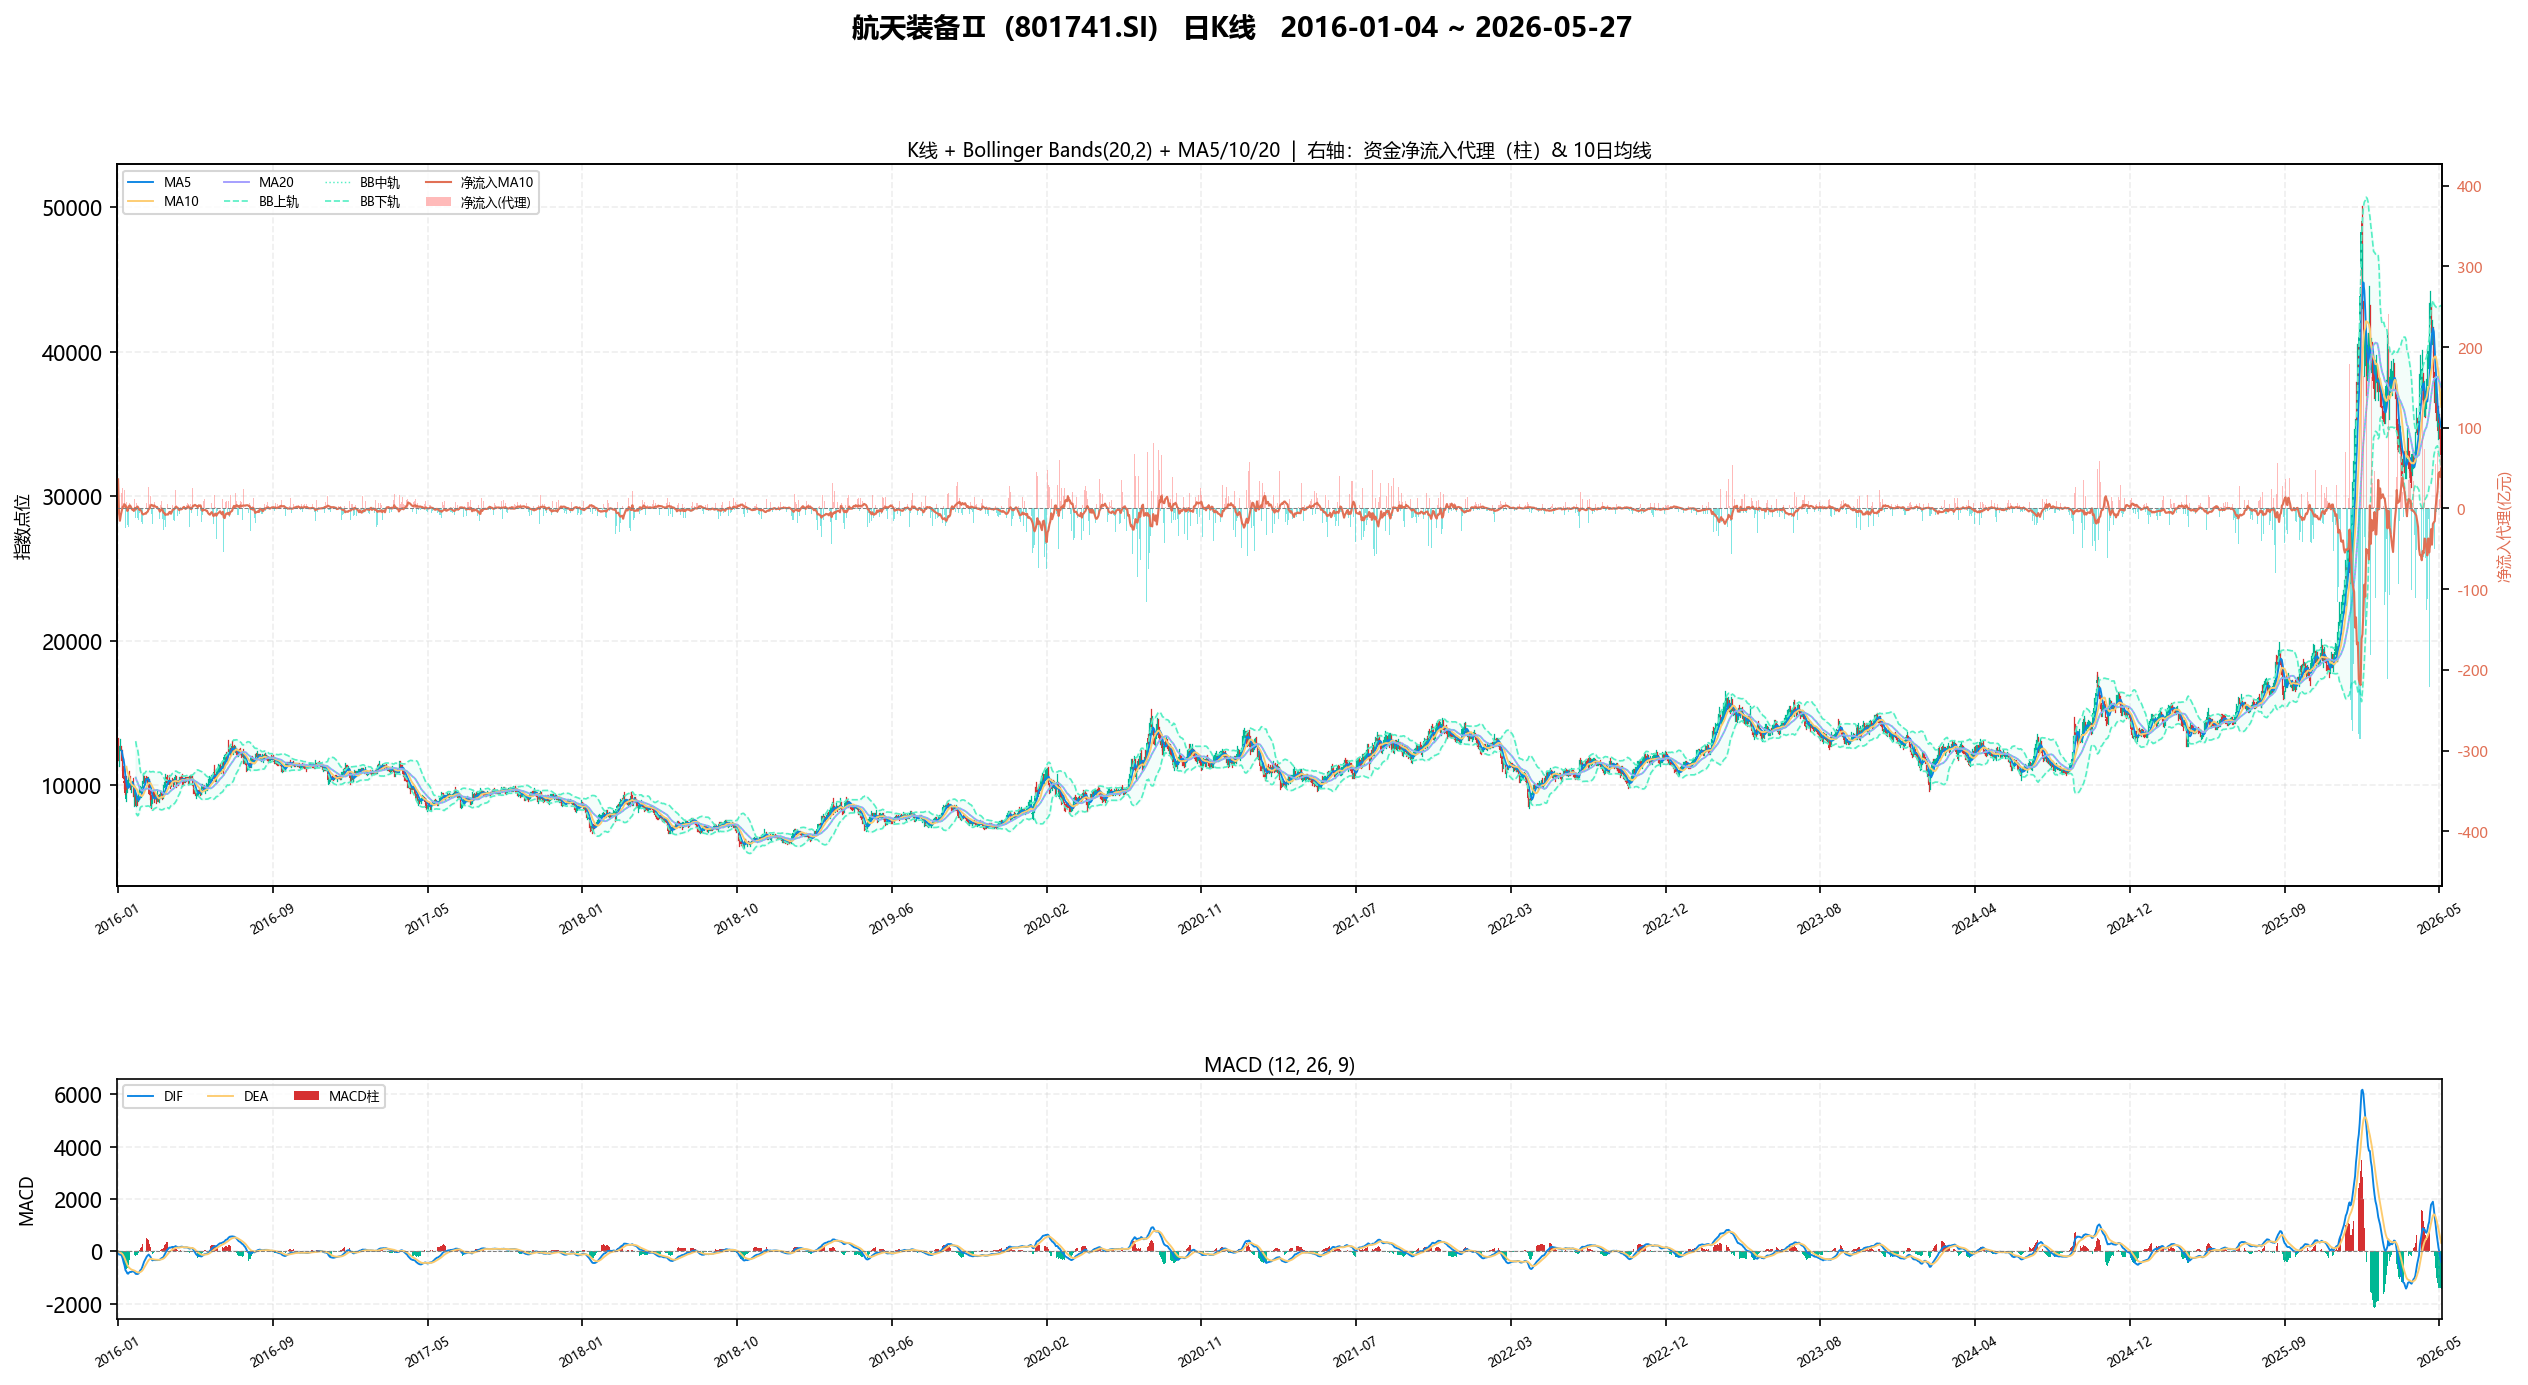 航天装备Ⅱ (801741.SI) 日K线 2016-01-04 ~ 2026-05-27
K线 + Bollinger Bands(20,2) + MA5/10/20 | 右轴：资金净流入代理（柱）& 10日均线
MA5 MA20 BB中轨 净流入MA10
MA10 BB上轨 BB下轨 净流入(代理)
指数点位
50000
40000
30000
20000
10000
400
300
200
100
0
-100
-200
-300
-400
净流入代理(亿元)
2016-01 2016-09 2017-05 2018-01 2018-10 2019-06 2020-02 2020-11 2021-07 2022-03 2022-12 2023-08 2024-04 2024-12 2025-09 2026-05
MACD (12, 26, 9)
DIF DEA MACD柱
MACD
6000
4000
2000
0
-2000
2016-01 2016-09 2017-05 2018-01 2018-10 2019-06 2020-02 2020-11 2021-07 2022-03 2022-12 2023-08 2024-04 2024-12 2025-09 2026-05